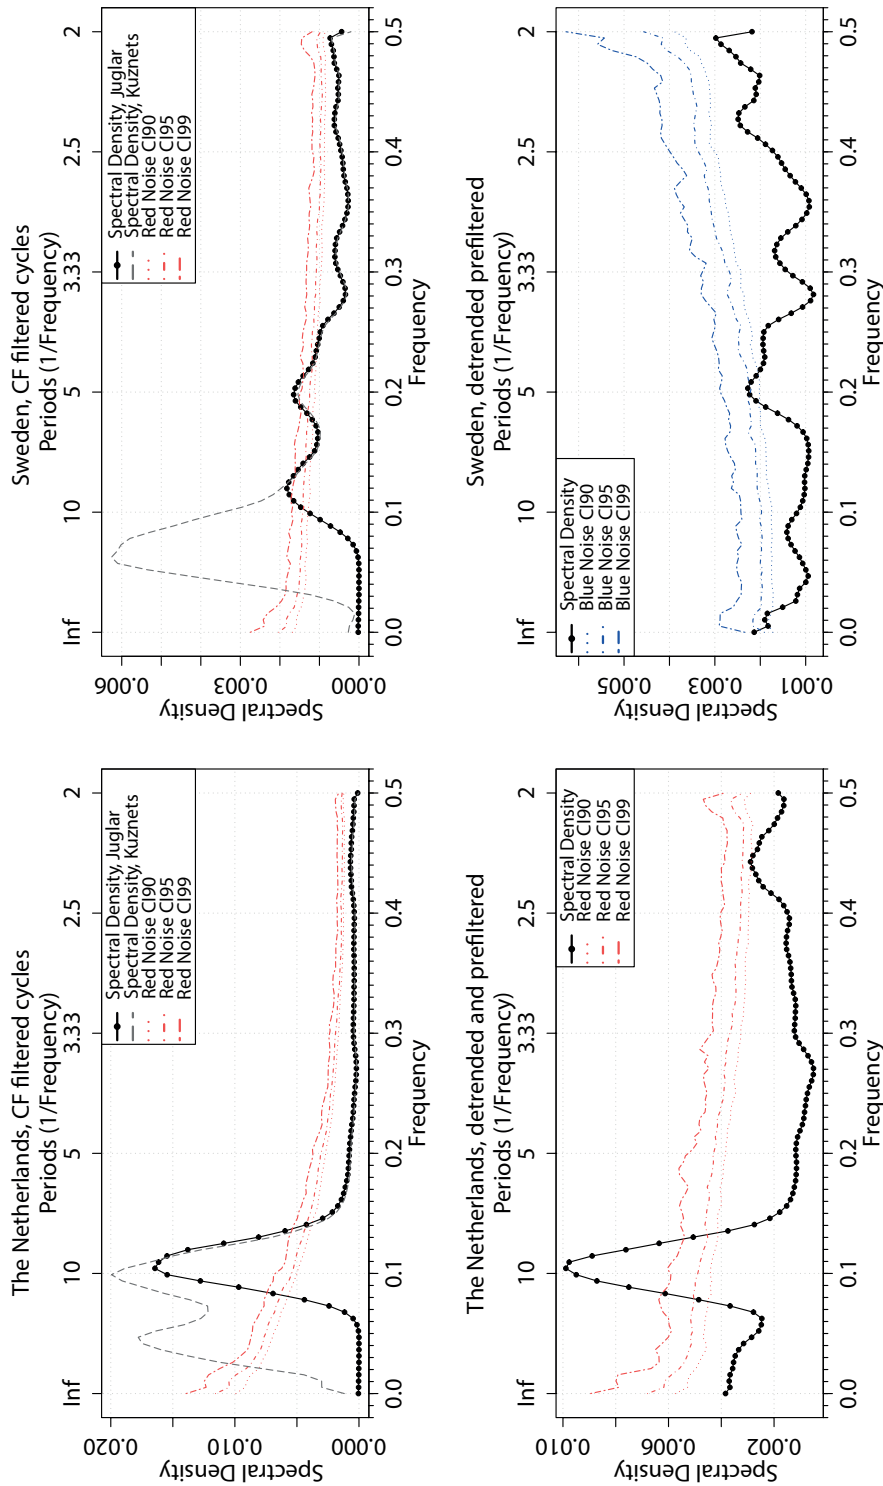 The Netherlands, CF filtered cycles
Periods (1/Frequency)
Inf 10 5 3.33 2.5 2
Spectral Density
0.000 0.010 0.020
Spectral Density, Juglar
Spectral Density, Kuznets
Red Noise CI90
Red Noise CI95
Red Noise CI99
0.0 0.1 0.2 0.3 0.4 0.5
Frequency
Sweden, CF filtered cycles
Periods (1/Frequency)
Inf 10 5 3.33 2.5 2
Spectral Density
0.000 0.003 0.006
Spectral Density, Juglar
Spectral Density, Kuznets
Red Noise CI90
Red Noise CI95
Red Noise CI99
0.0 0.1 0.2 0.3 0.4 0.5
Frequency
The Netherlands, detrended and prefiltered
Periods (1/Frequency)
Inf 10 5 3.33 2.5 2
Spectral Density
0.002 0.006 0.010
Spectral Density
Red Noise CI90
Red Noise CI95
Red Noise CI99
0.0 0.1 0.2 0.3 0.4 0.5
Frequency
Sweden, detrended prefiltered
Periods (1/Frequency)
Inf 10 5 3.33 2.5 2
Spectral Density
0.001 0.003 0.005
Spectral Density
Blue Noise CI90
Blue Noise CI95
Blue Noise CI99
0.0 0.1 0.2 0.3 0.4 0.5
Frequency